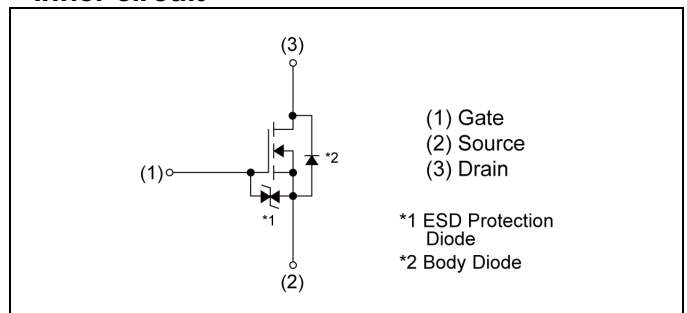 Inner circuit
(3)
(1) Gate
(2) Source
(3) Drain
*2
(1)
*1
*1 ESD Protection
Diode
*2 Body Diode
(2)